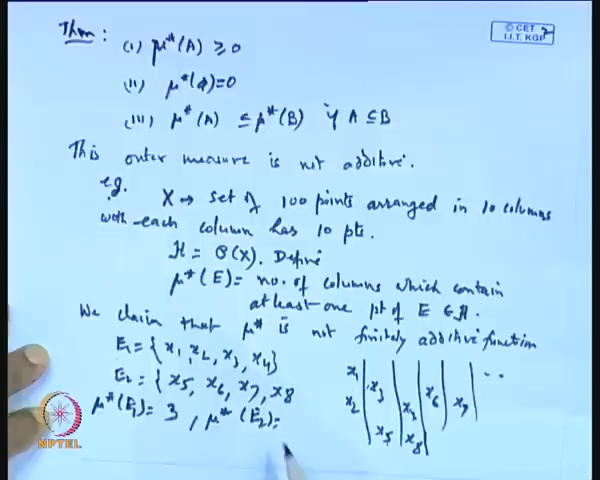 Thm : (i) μ*(A) ≥ 0
© CET
I.I.T. KGP
(ii) μ*(φ) = 0
(iii) μ*(A) ≤ μ*(B) if A ⊆ B
This outer measure is not additive.
e.g. X → set of 100 points arranged in 10 columns
with each column has 10 pts.
H = P(X). Define
μ*(E) = no. of columns which contain
at least one pt of E ∈ H.
We claim that μ* is not finitely additive function
E1 = { x1, x2, x3, x4}
E2 = { x5, x6, x7, x8
μ*(E1) = 3 , μ*(E2) =
x1 x3 x4 x6 x7 ..
x2 x5 x8
NPTEL